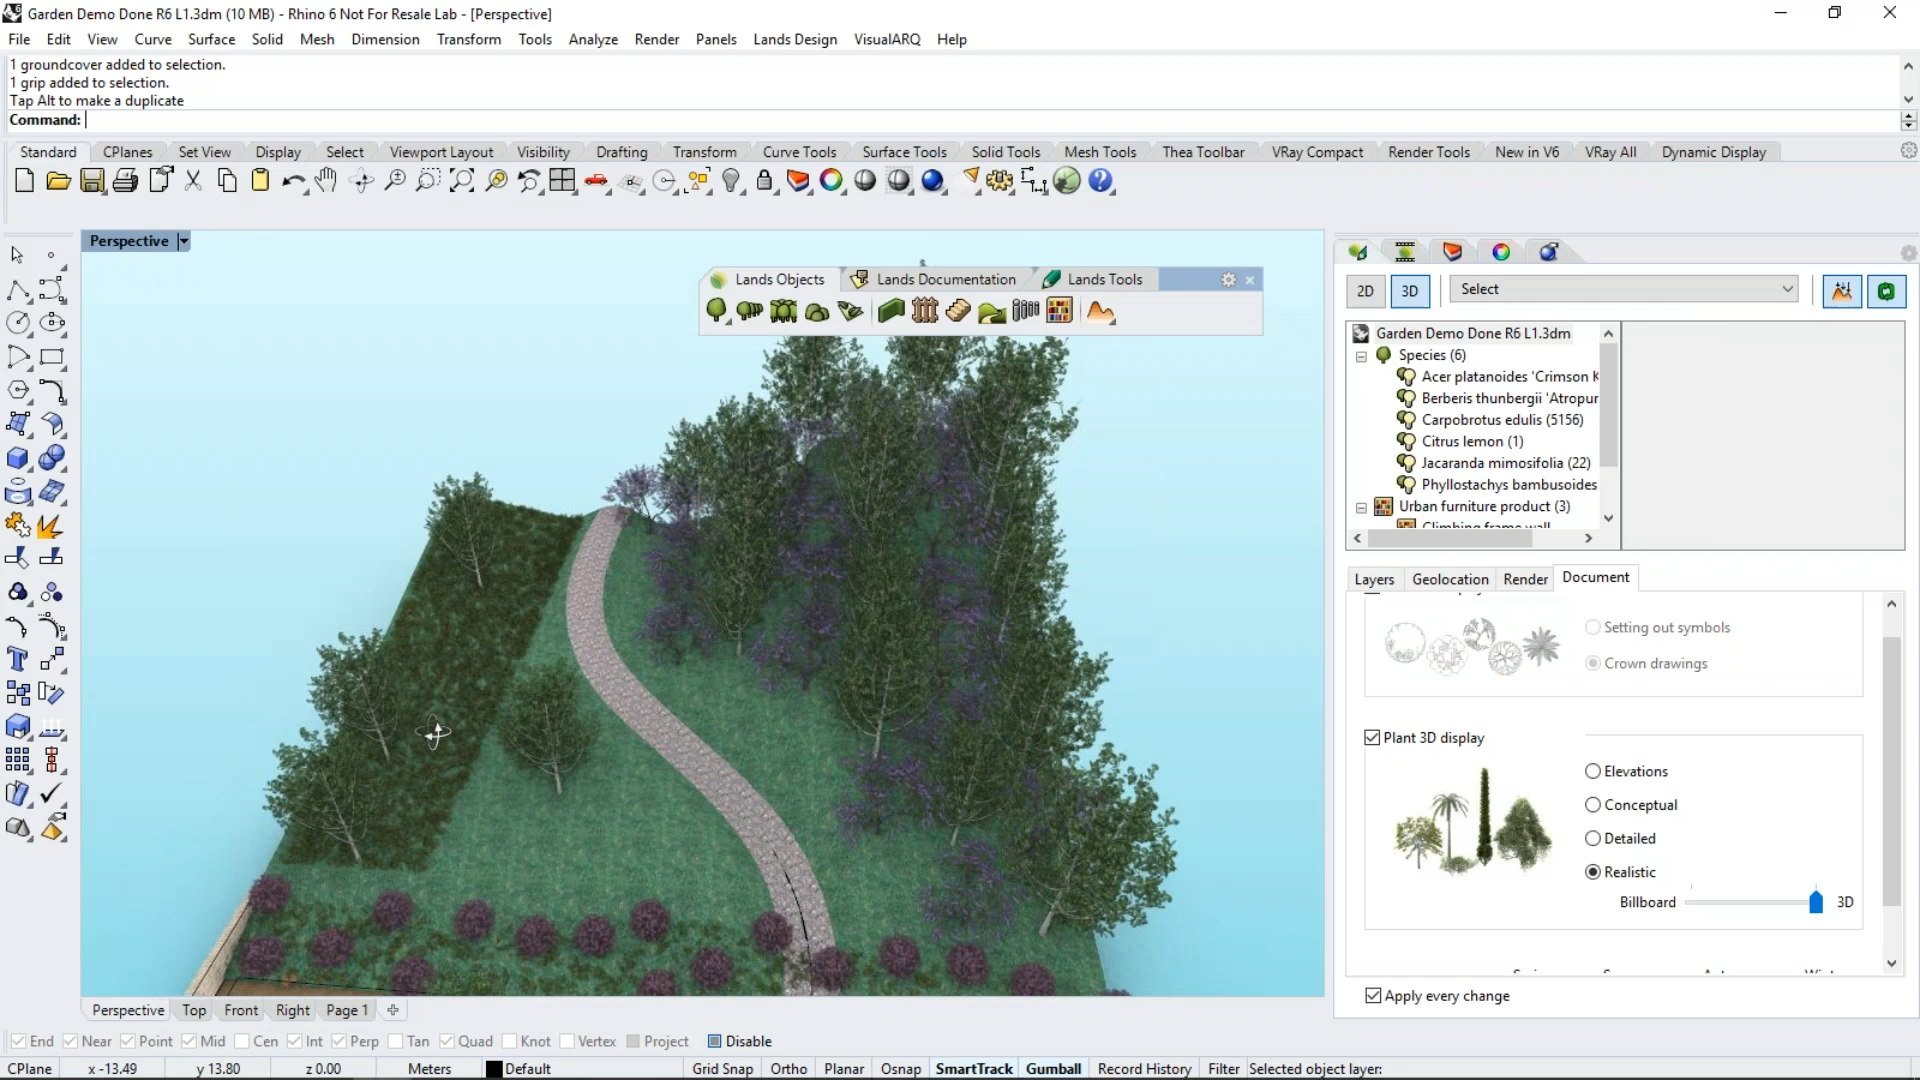 Garden Demo Done R6 L1.3dm (10 MB) - Rhino 6 Not For Resale Lab - [Perspective]
File Edit View Curve Surface Solid Mesh Dimension Transform Tools Analyze Render Panels Lands Design VisualARQ Help
1 groundcover added to selection.
1 grip added to selection.
Tap Alt to make a duplicate
Command:
Standard CPlanes Set View Display Select Viewport Layout Visibility Drafting Transform Curve Tools Surface Tools Solid Tools Mesh Tools Thea Toolbar VRay Compact Render Tools New in V6 VRay All Dynamic Display
Perspective
Lands Objects Lands Documentation Lands Tools
2D 3D Select
Garden Demo Done R6 L1.3dm
Species (6)
Acer platanoides 'Crimson K
Berberis thunbergii 'Atropur
Carpobrotus edulis (5156)
Citrus lemon (1)
Jacaranda mimosifolia (22)
Phyllostachys bambusoides
Urban furniture product (3)
Climbing frame wall
Layers Geolocation Render Document
Setting out symbols
Crown drawings
Plant 3D display
Elevations
Conceptual
Detailed
Realistic
Billboard 3D
Apply every change
Perspective Top Front Right Page 1
End Near Point Mid Cen Int Perp Tan Quad Knot Vertex Project Disable
CPlane x -13.49 y 13.80 z 0.00 Meters Default Grid Snap Ortho Planar Osnap SmartTrack Gumball Record History Filter Selected object layer: